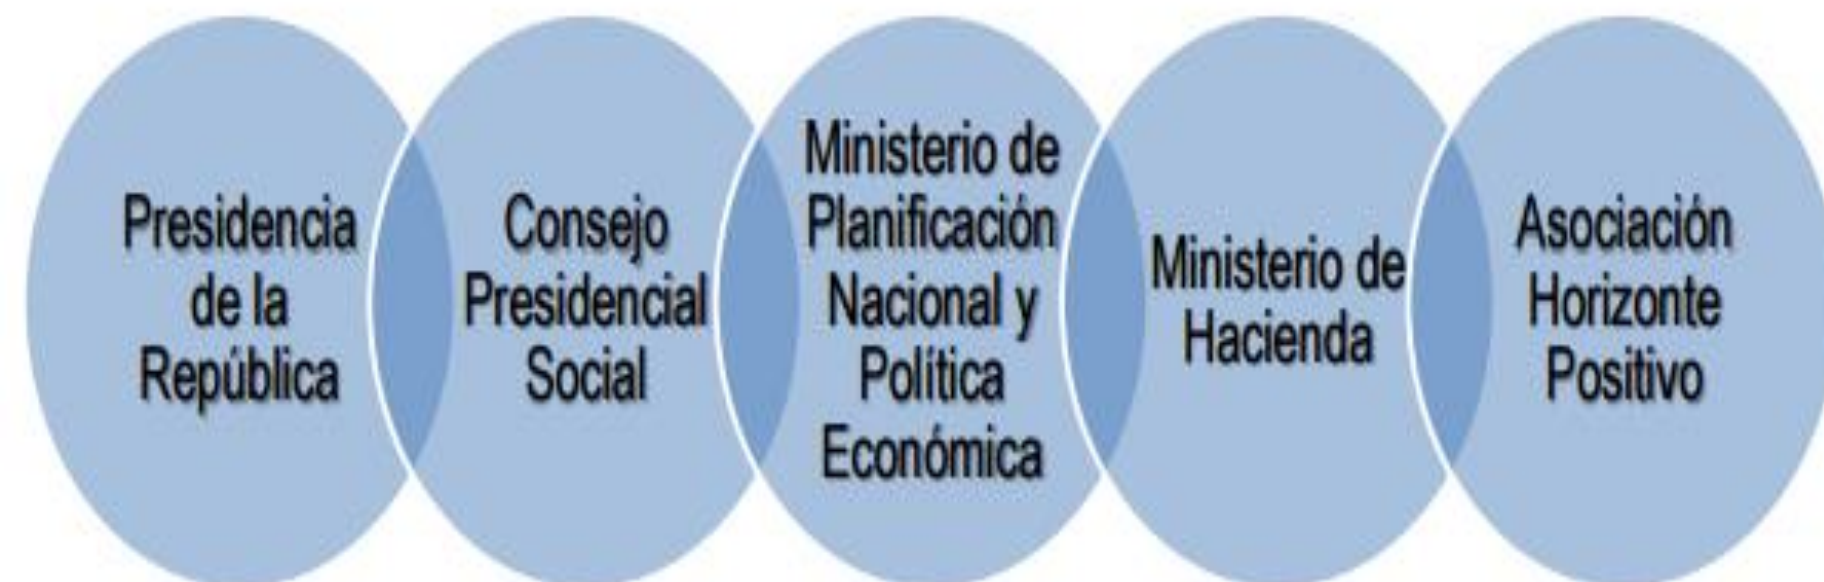 Presidencia
de la
República
Consejo
Presidencial
Social
Ministerio de
Planificación
Nacional y
Política
Económica
Ministerio de
Hacienda
Asociación
Horizonte
Positivo